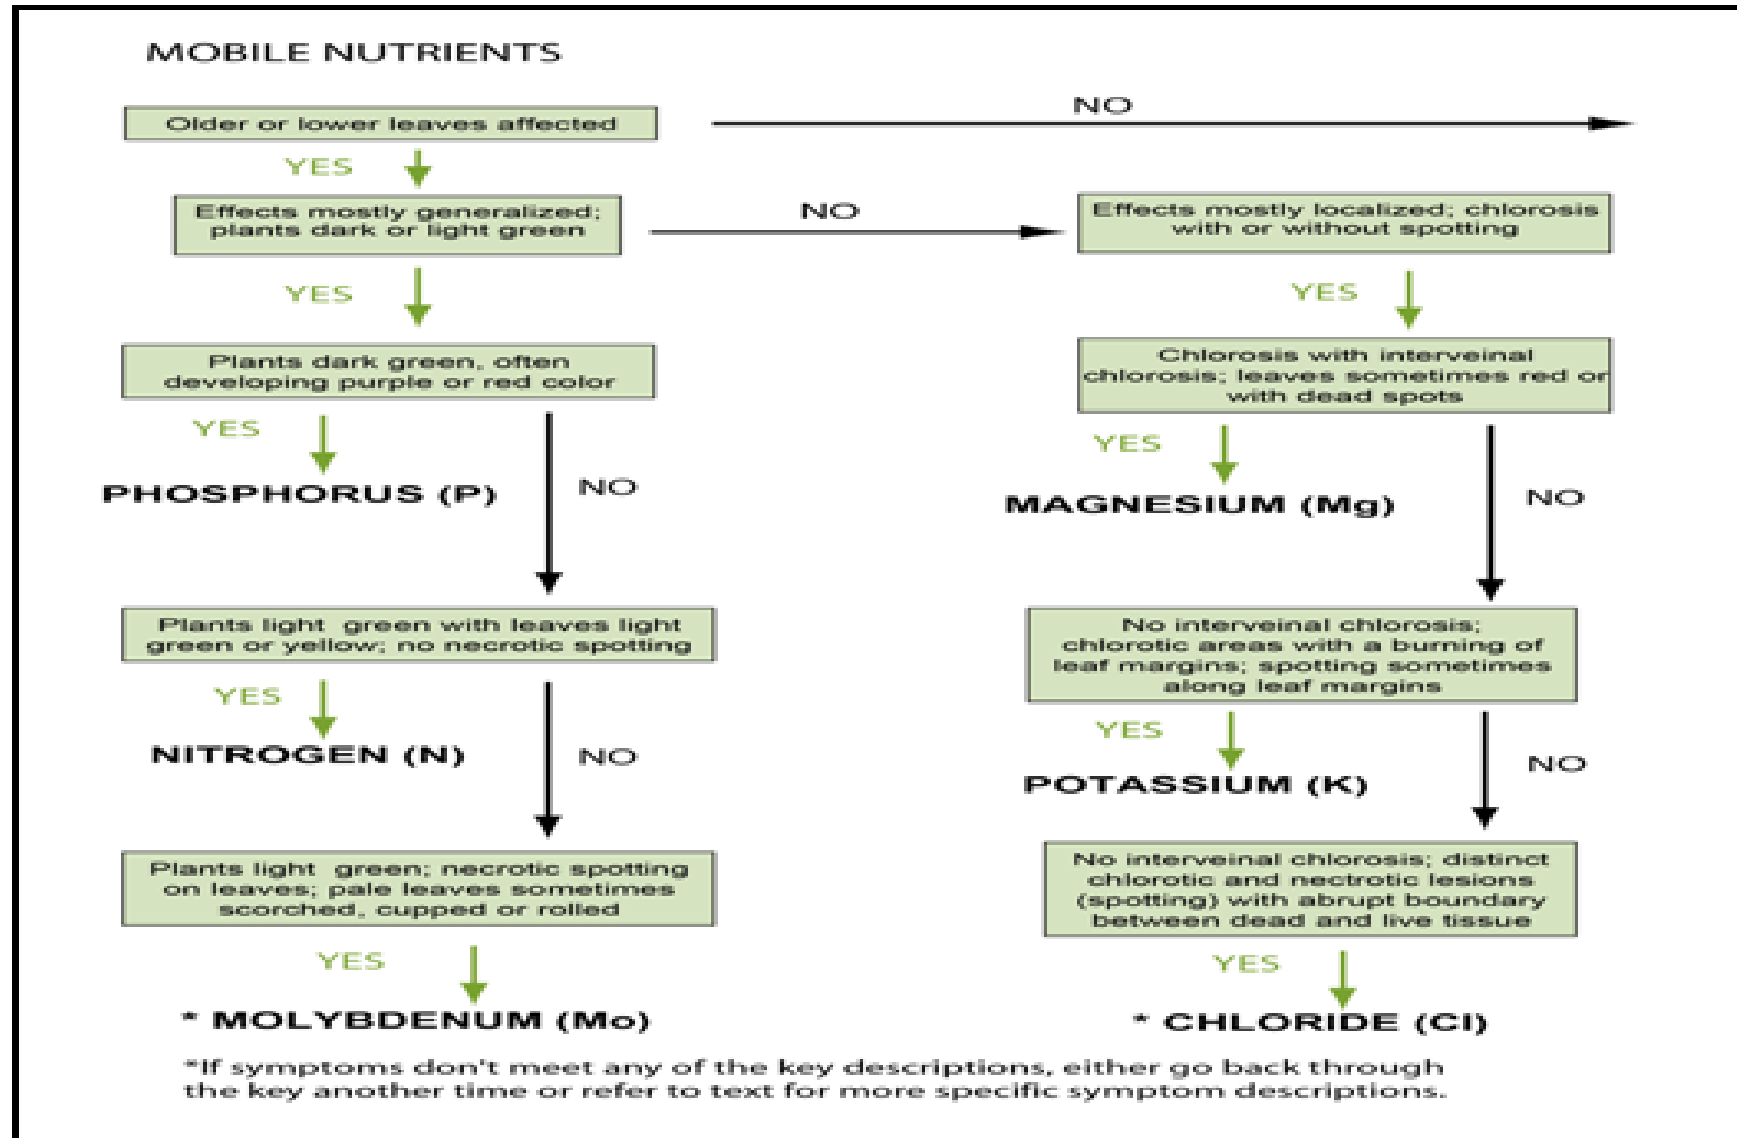 MOBILE NUTRIENTS
Older or lower leaves affected
NO
YES
Effects mostly generalized;
plants dark or light green
NO
Effects mostly localized; chlorosis
with or without spotting
YES
YES
Plants dark green, often
developing purple or red color
Chlorosis with interveinal
chlorosis; leaves sometimes red or
with dead spots
YES
NO
PHOSPHORUS (P)
YES
NO
MAGNESIUM (Mg)
Plants light green with leaves light
green or yellow; no necrotic spotting
No interveinal chlorosis;
chlorotic areas with a burning of
leaf margins; spotting sometimes
along leaf margins
YES
NO
NITROGEN (N)
YES
NO
POTASSIUM (K)
Plants light green; necrotic spotting
on leaves; pale leaves sometimes
scorched, cupped or rolled
No interveinal chlorosis; distinct
chlorotic and nectrotic lesions
(spotting) with abrupt boundary
between dead and live tissue
YES
* MOLYBDENUM (Mo)
YES
* CHLORIDE (Cl)
*If symptoms don't meet any of the key descriptions, either go back through
the key another time or refer to text for more specific symptom descriptions.